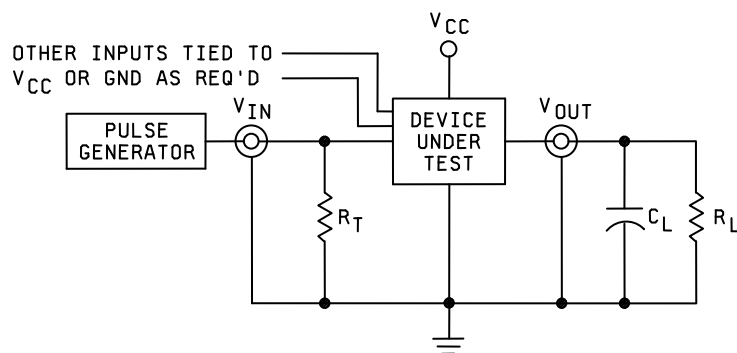 VCC
OTHER INPUTS TIED TO
VCC OR GND AS REQ'D
VIN
VOUT
PULSE
GENERATOR
DEVICE
UNDER
TEST
RT
CL
RL